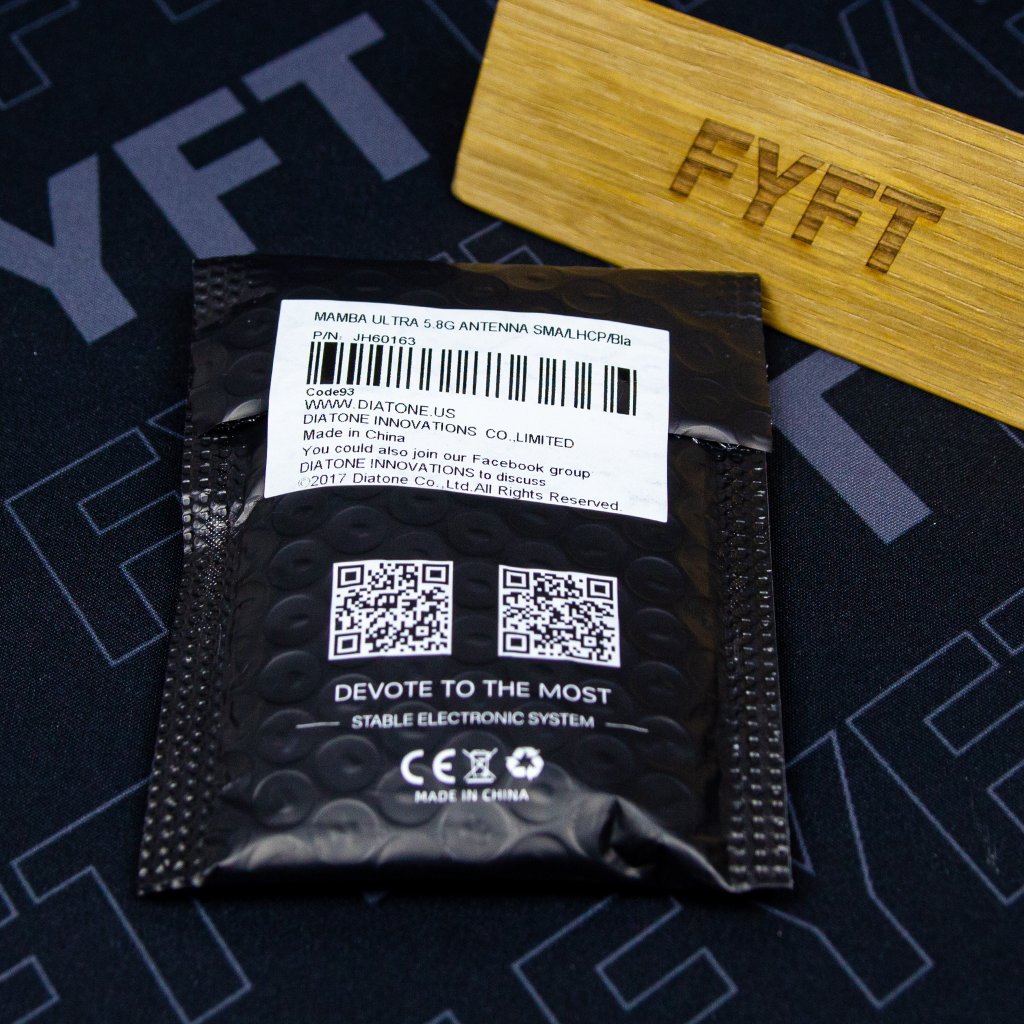 FYFT
FYFT
MAMBA ULTRA 5.8G ANTENNA SMA/LHCP/Bla
P/N: JH60163
Code93
WWW.DIATONE.US
DIATONE INNOVATIONS CO.,LIMITED
Made in China
You could also join our Facebook group
DIATONE INNOVATIONS to discuss
©2017 Diatone Co.,Ltd.All Rights Reserved.
DEVOTE TO THE MOST
STABLE ELECTRONIC SYSTEM
CE
MADE IN CHINA